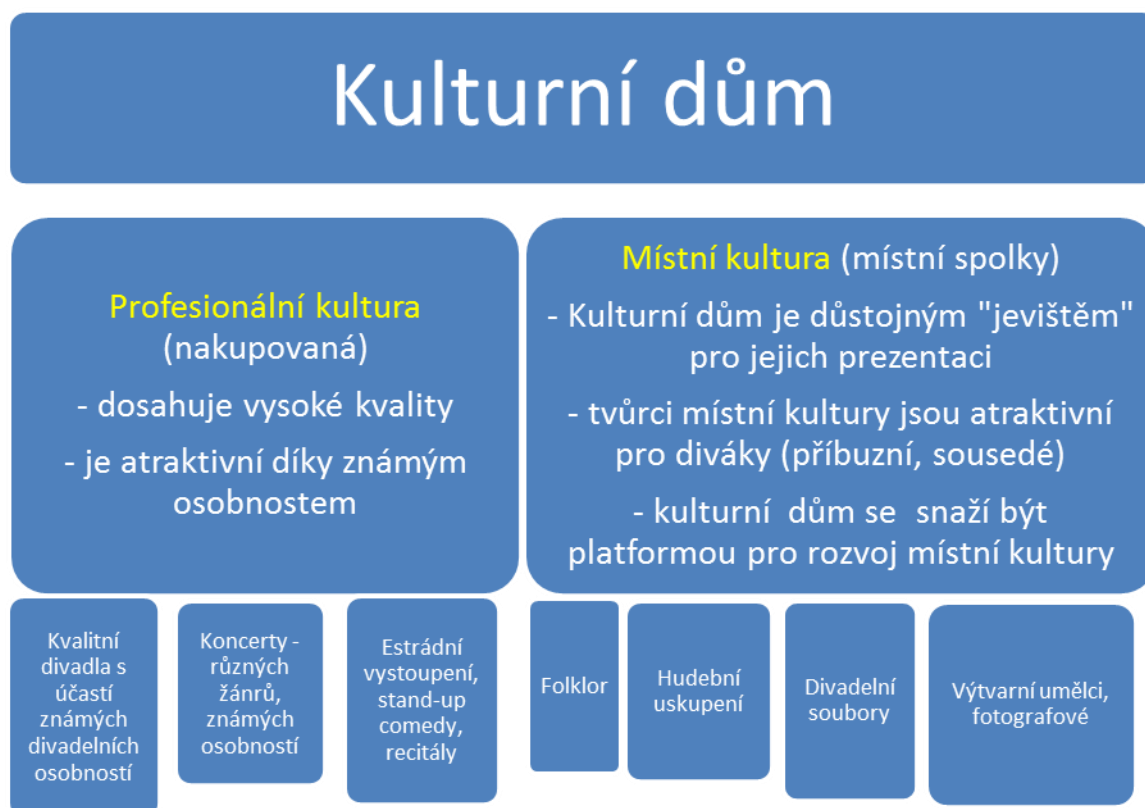 Kulturní dům
Profesionální kultura
(nakupovaná)
- dosahuje vysoké kvality
- je atraktivní díky známým
osobnostem
Místní kultura (místní spolky)
- Kulturní dům je důstojným "jevištěm"
pro jejich prezentaci
- tvůrci místní kultury jsou atraktivní
pro diváky (příbuzní, sousedé)
- kulturní  dům se  snaží být
platformou pro rozvoj místní kultury
Kvalitní
divadla s
účastí
známých
divadelních
osobností
Koncerty -
různých
žánrů,
známých
osobností
Estrádní
vystoupení,
stand-up
comedy,
recitály
Folklor
Hudební
uskupení
Divadelní
soubory
Výtvarní umělci,
fotografové